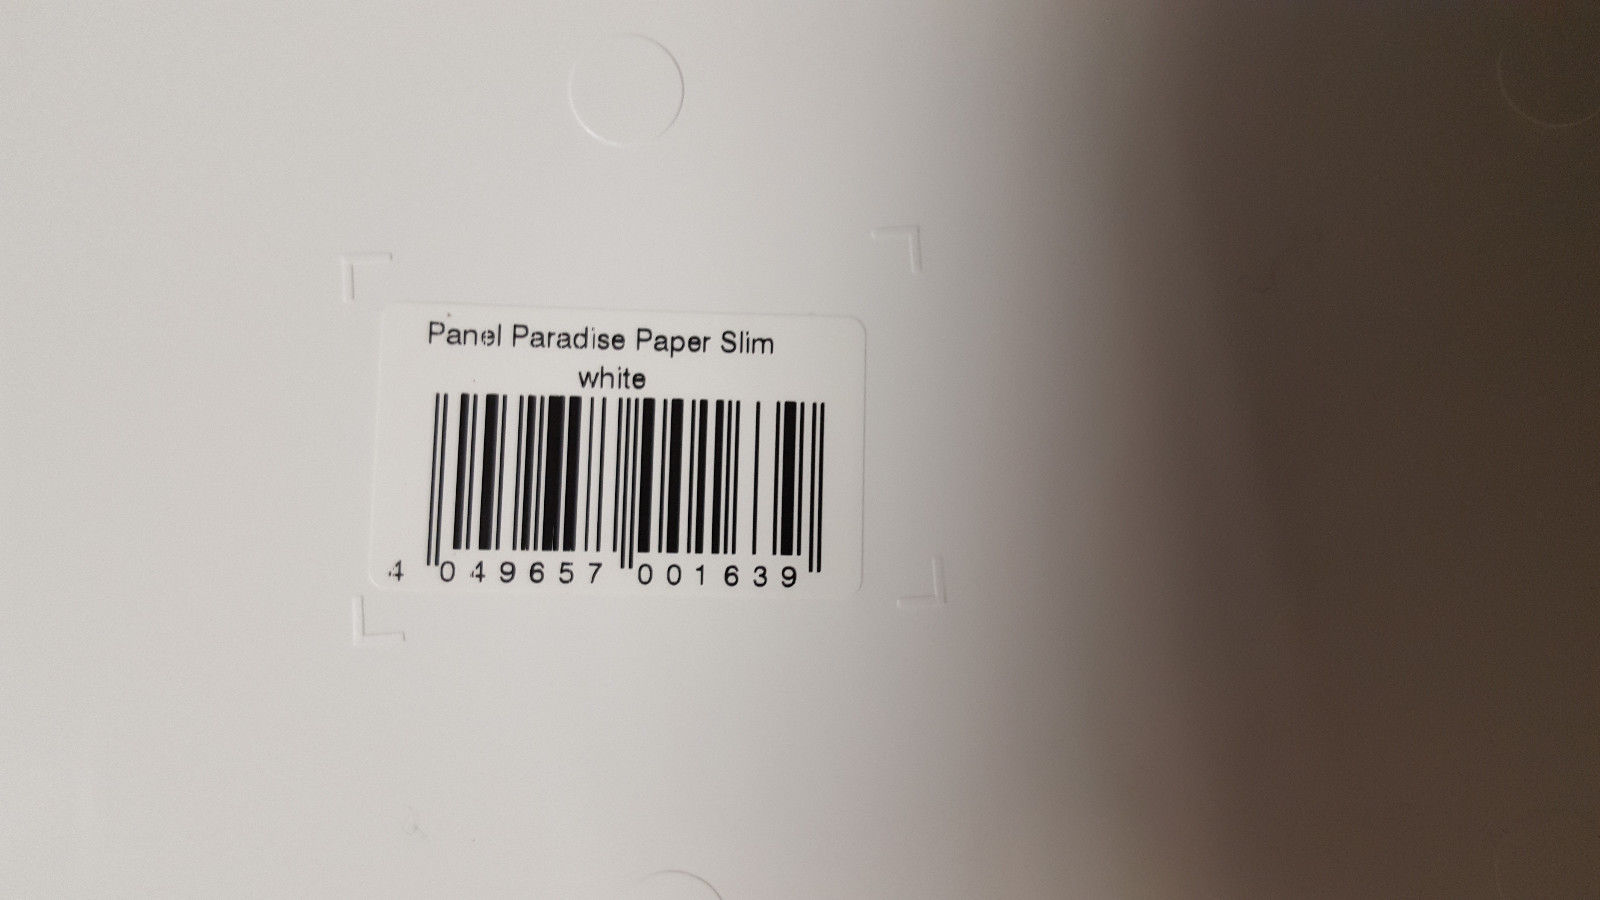 Panel Paradise Paper Slim
white
4 049657 001639